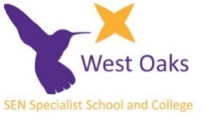 West Oaks
SEN Specialist School and College